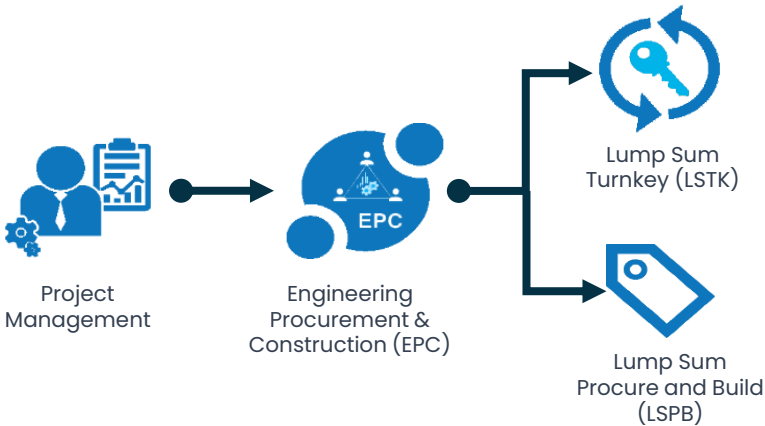 Project
Management
EPC
Engineering
Procurement &
Construction (EPC)
Lump Sum
Turnkey (LSTK)
Lump Sum
Procure and Build
(LSPB)